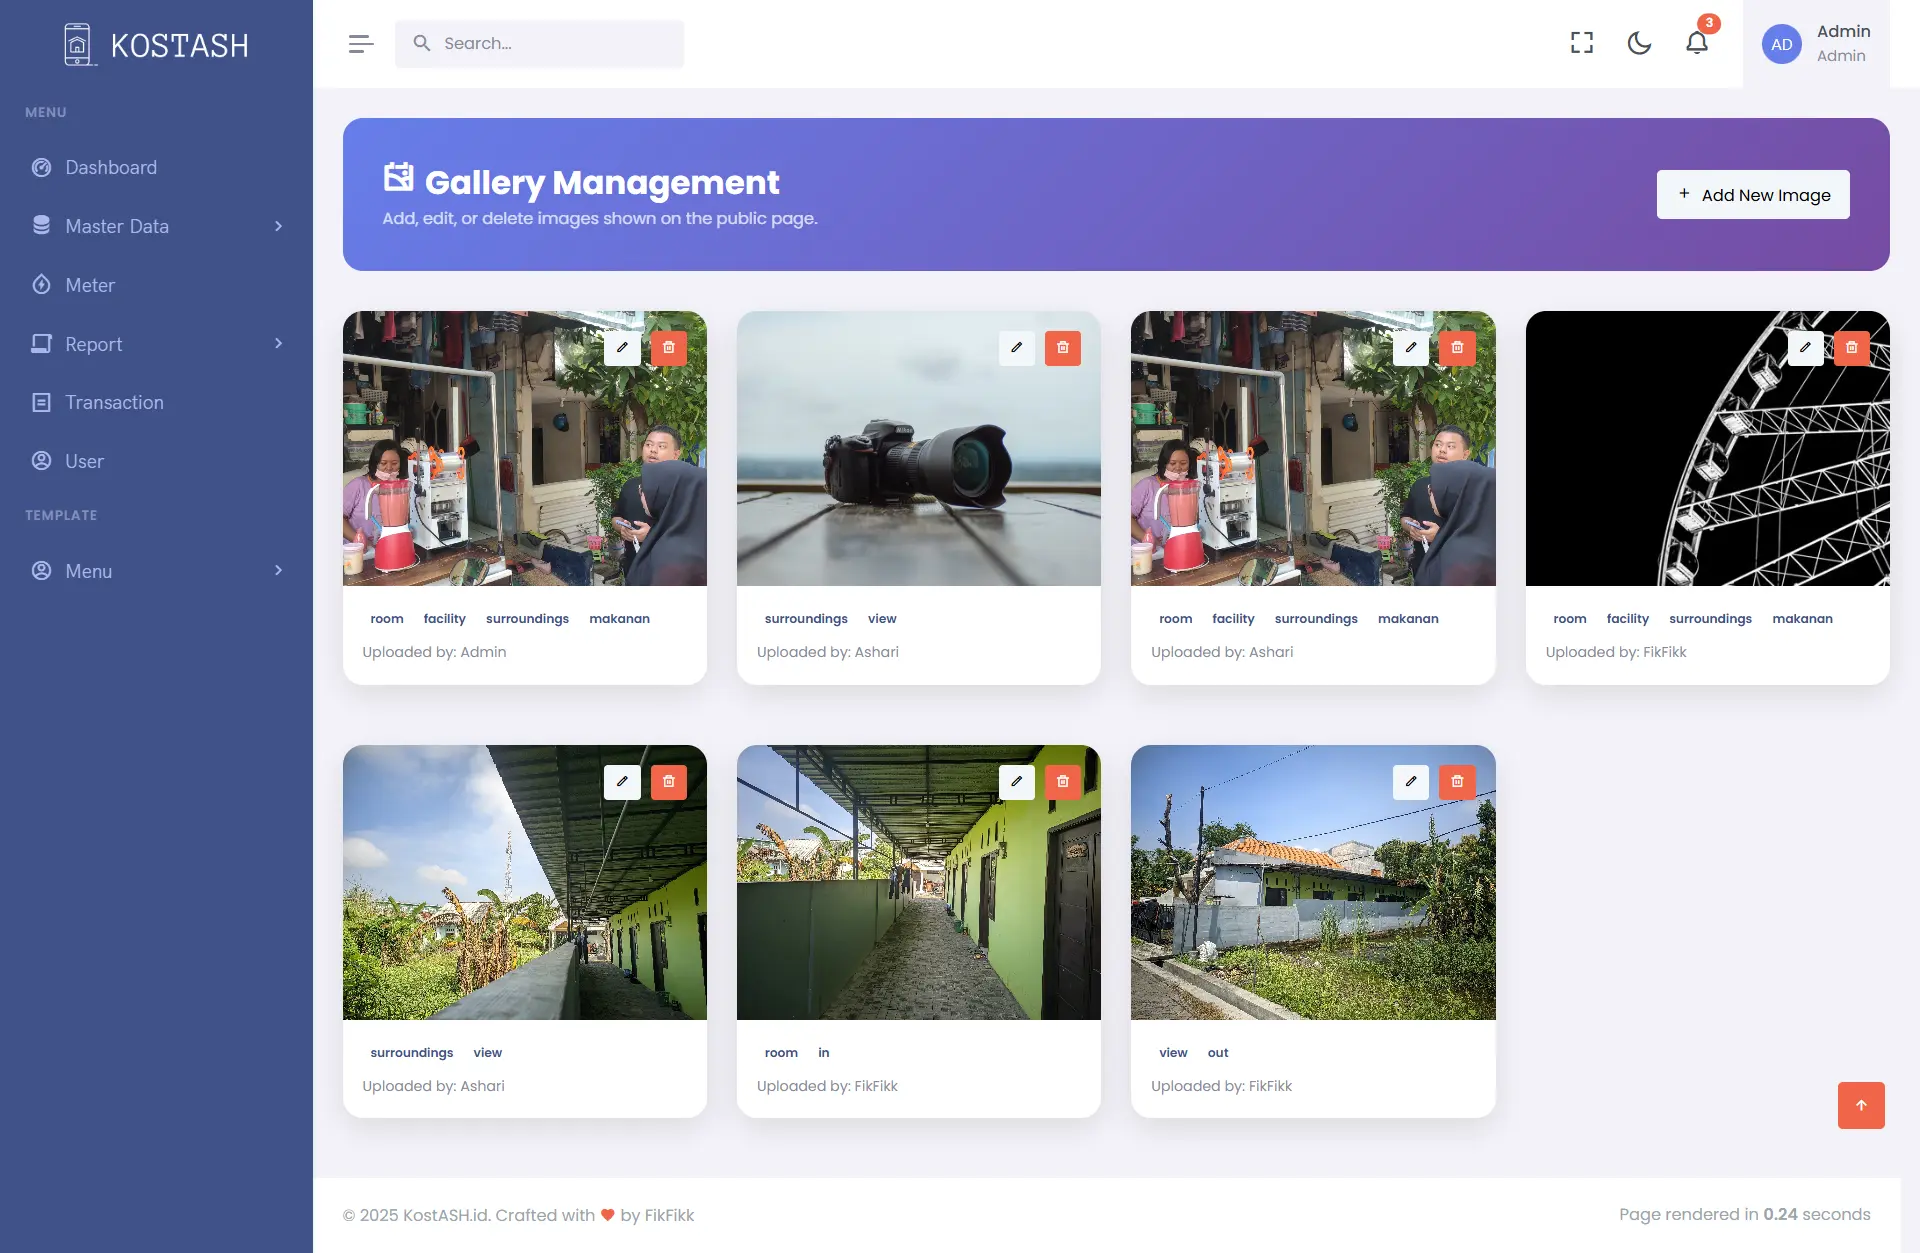 KOSTASH
Search...
3
AD
Admin
Admin
MENU
Dashboard
Master Data
Meter
Report
Transaction
User
TEMPLATE
Menu
Gallery Management
Add, edit, or delete images shown on the public page.
+ Add New Image
room facility surroundings makanan
Uploaded by: Admin
surroundings view
Uploaded by: Ashari
room facility surroundings makanan
Uploaded by: Ashari
room facility surroundings makanan
Uploaded by: FikFikk
surroundings view
Uploaded by: Ashari
room in
Uploaded by: FikFikk
view out
Uploaded by: FikFikk
© 2025 KostASH.id. Crafted with ❤ by FikFikk
Page rendered in 0.24 seconds